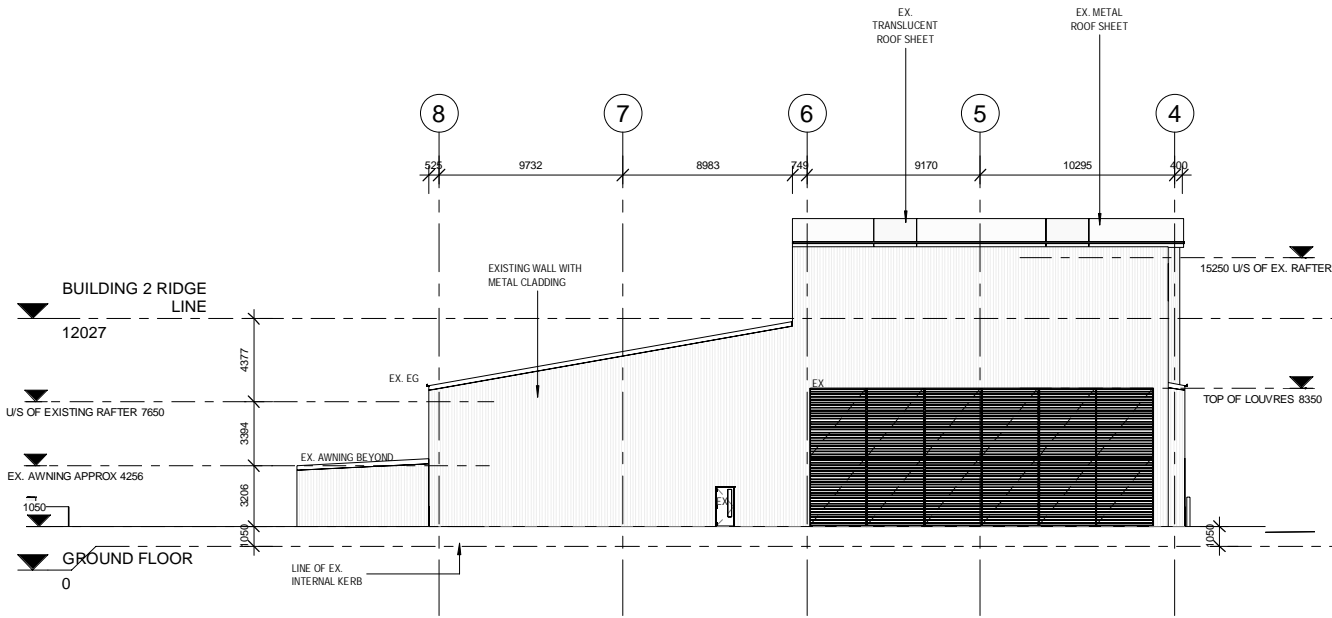 EX.
TRANSLUCENT
ROOF SHEET
EX. METAL
ROOF SHEET
8
7
6
5
4
525
9732
8983
749
9170
10295
400
EXISTING WALL WITH
METAL CLADDING
15250 U/S OF EX. RAFTER
BUILDING 2 RIDGE
LINE
12027
4377
EX. EG
EX
U/S OF EXISTING RAFTER 7650
TOP OF LOUVRES 8350
3394
EX. AWNING BEYOND
EX. AWNING APPROX 4256
3206
EX
1050
1050
1050
GROUND FLOOR
0
LINE OF EX.
INTERNAL KERB